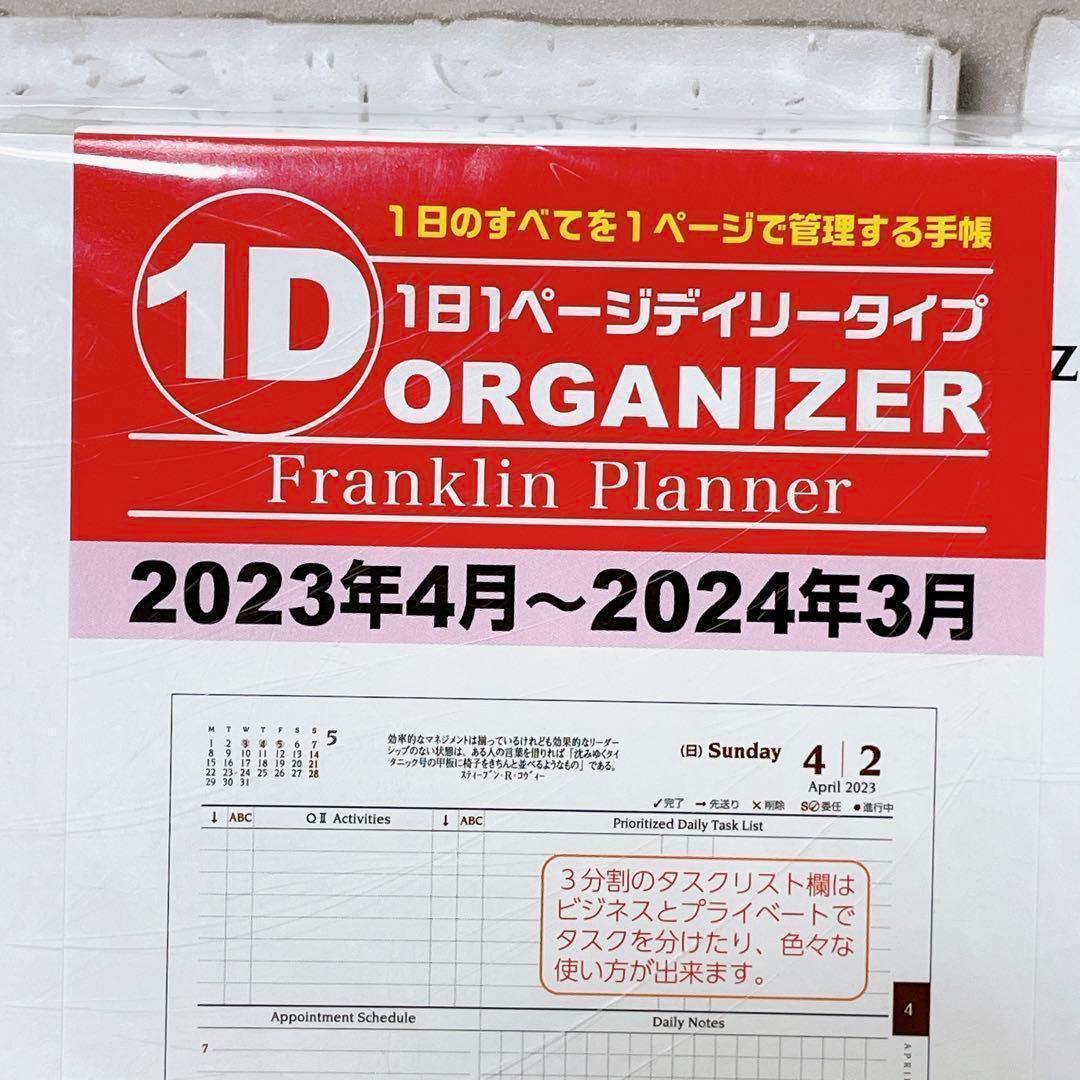 1D
1日のすべてを1ページで管理する手帳
1日1ページデイリータイプ
ORGANIZER
Z
Franklin Planner
2023年4月～2024年3月
M T W T F S S
5
1 2 3 4 5 6 7
8 9 10 11 12 13 14
15 16 17 18 19 20 21
22 23 24 25 26 27 28
29 30 31
効率的なマネジメントは揃っているけれども効果的なリーダー
シップのない状態は、ある人の言葉を借りれば「沈みゆくタイ
タニック号の甲板に椅子をきちんと並べるようなもの」である。
スティーブン・R・コヴィー
(日) Sunday 4 2
April 2023
✓完了 →先送り ×削除 S⊘委任 ●進行中
↓ ABC QⅡ Activities ↓ ABC Prioritized Daily Task List
3分割のタスクリスト欄は
ビジネスとプライベートで
タスクを分けたり、色々な
使い方が出来ます。
4
APRI
Appointment Schedule Daily Notes
7